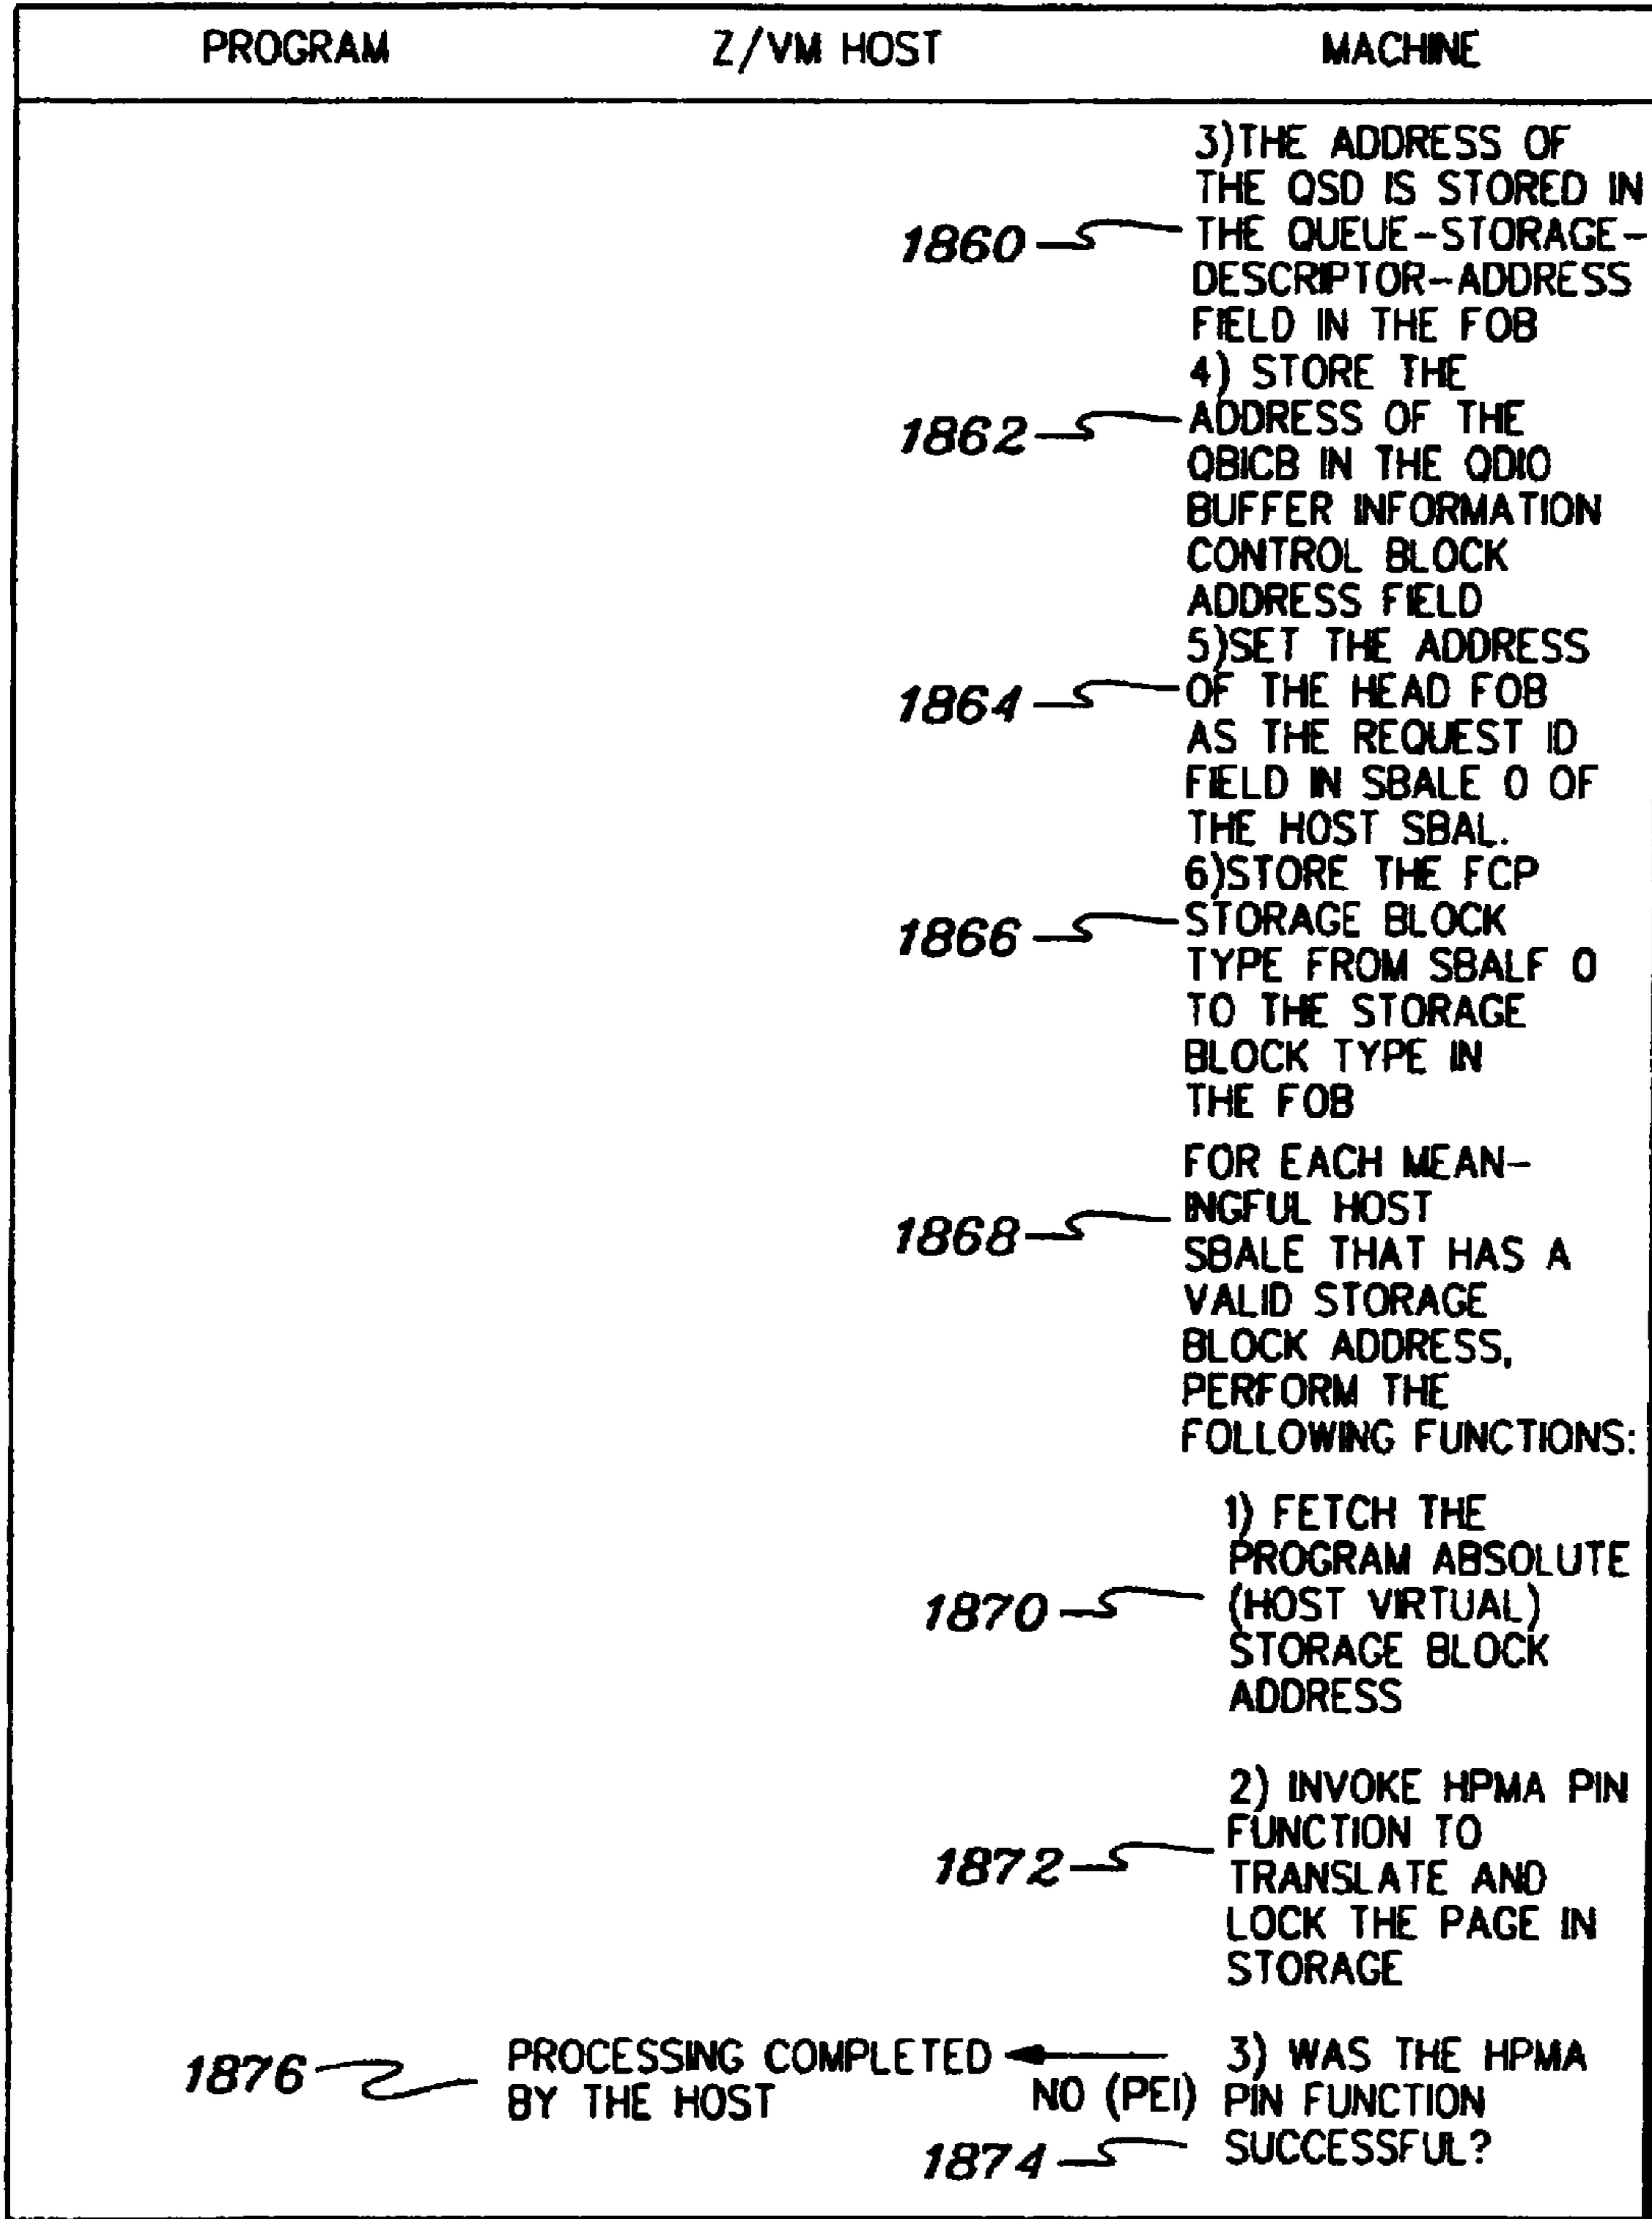 PROGRAM Z/VM HOST MACHINE
3)THE ADDRESS OF
THE QSD IS STORED IN
1860 THE QUEUE-STORAGE-
DESCRIPTOR-ADDRESS
FIELD IN THE FOB
4) STORE THE
1862 ADDRESS OF THE
QBICB IN THE QDIO
BUFFER INFORMATION
CONTROL BLOCK
ADDRESS FIELD
5)SET THE ADDRESS
1864 OF THE HEAD FOB
AS THE REQUEST ID
FIELD IN SBALE 0 OF
THE HOST SBAL.
6)STORE THE FCP
1866 STORAGE BLOCK
TYPE FROM SBALF 0
TO THE STORAGE
BLOCK TYPE IN
THE FOB
FOR EACH MEAN-
1868 INGFUL HOST
SBALE THAT HAS A
VALID STORAGE
BLOCK ADDRESS,
PERFORM THE
FOLLOWING FUNCTIONS:
1) FETCH THE
PROGRAM ABSOLUTE
1870 (HOST VIRTUAL)
STORAGE BLOCK
ADDRESS
2) INVOKE HPMA PIN
FUNCTION TO
1872 TRANSLATE AND
LOCK THE PAGE IN
STORAGE
1876 PROCESSING COMPLETED 3) WAS THE HPMA
BY THE HOST NO (PEI) PIN FUNCTION
1874 SUCCESSFUL?